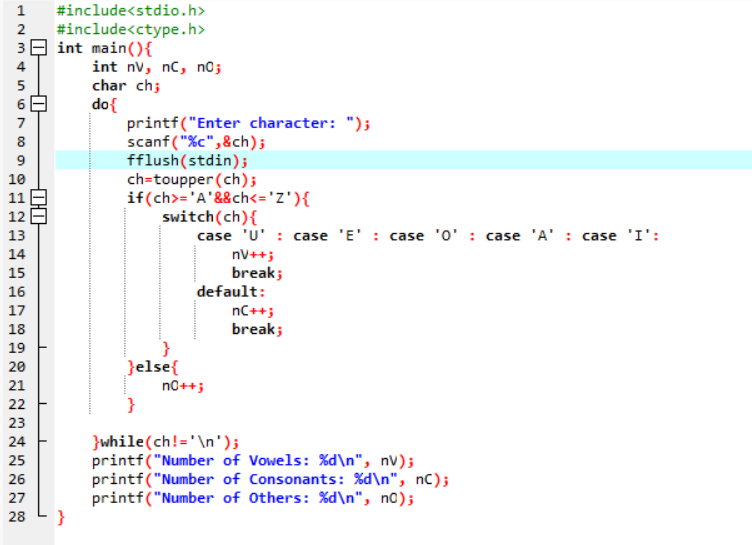 1 #include<stdio.h>
2 #include<ctype.h>
3 int main(){
4 int nV, nC, nO;
5 char ch;
6 do{
7 printf("Enter character: ");
8 scanf("%c",&ch);
9 fflush(stdin);
10 ch=toupper(ch);
11 if(ch>='A'&&ch<='Z'){
12 switch(ch){
13 case 'U' : case 'E' : case 'O' : case 'A' : case 'I':
14 nV++;
15 break;
16 default:
17 nC++;
18 break;
19 }
20 }else{
21 nO++;
22 }
23
24 }while(ch!='\n');
25 printf("Number of Vowels: %d\n", nV);
26 printf("Number of Consonants: %d\n", nC);
27 printf("Number of Others: %d\n", nO);
28 }